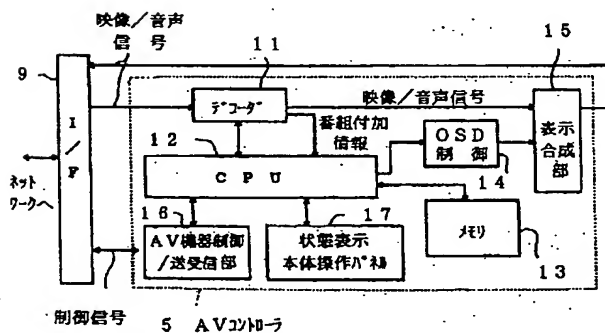 映像/音声
信 号
9
11
15
I/F
デコーダ
映像/音声信号
番組付加
情報
12
CPU
OSD
制 御
14
表示
合成
部
ネット
ワークへ
16
AV機器制御
/送受信部
17
状態表示
本体操作パネル
メモリ
13
制御信号
5 AVコントローラ